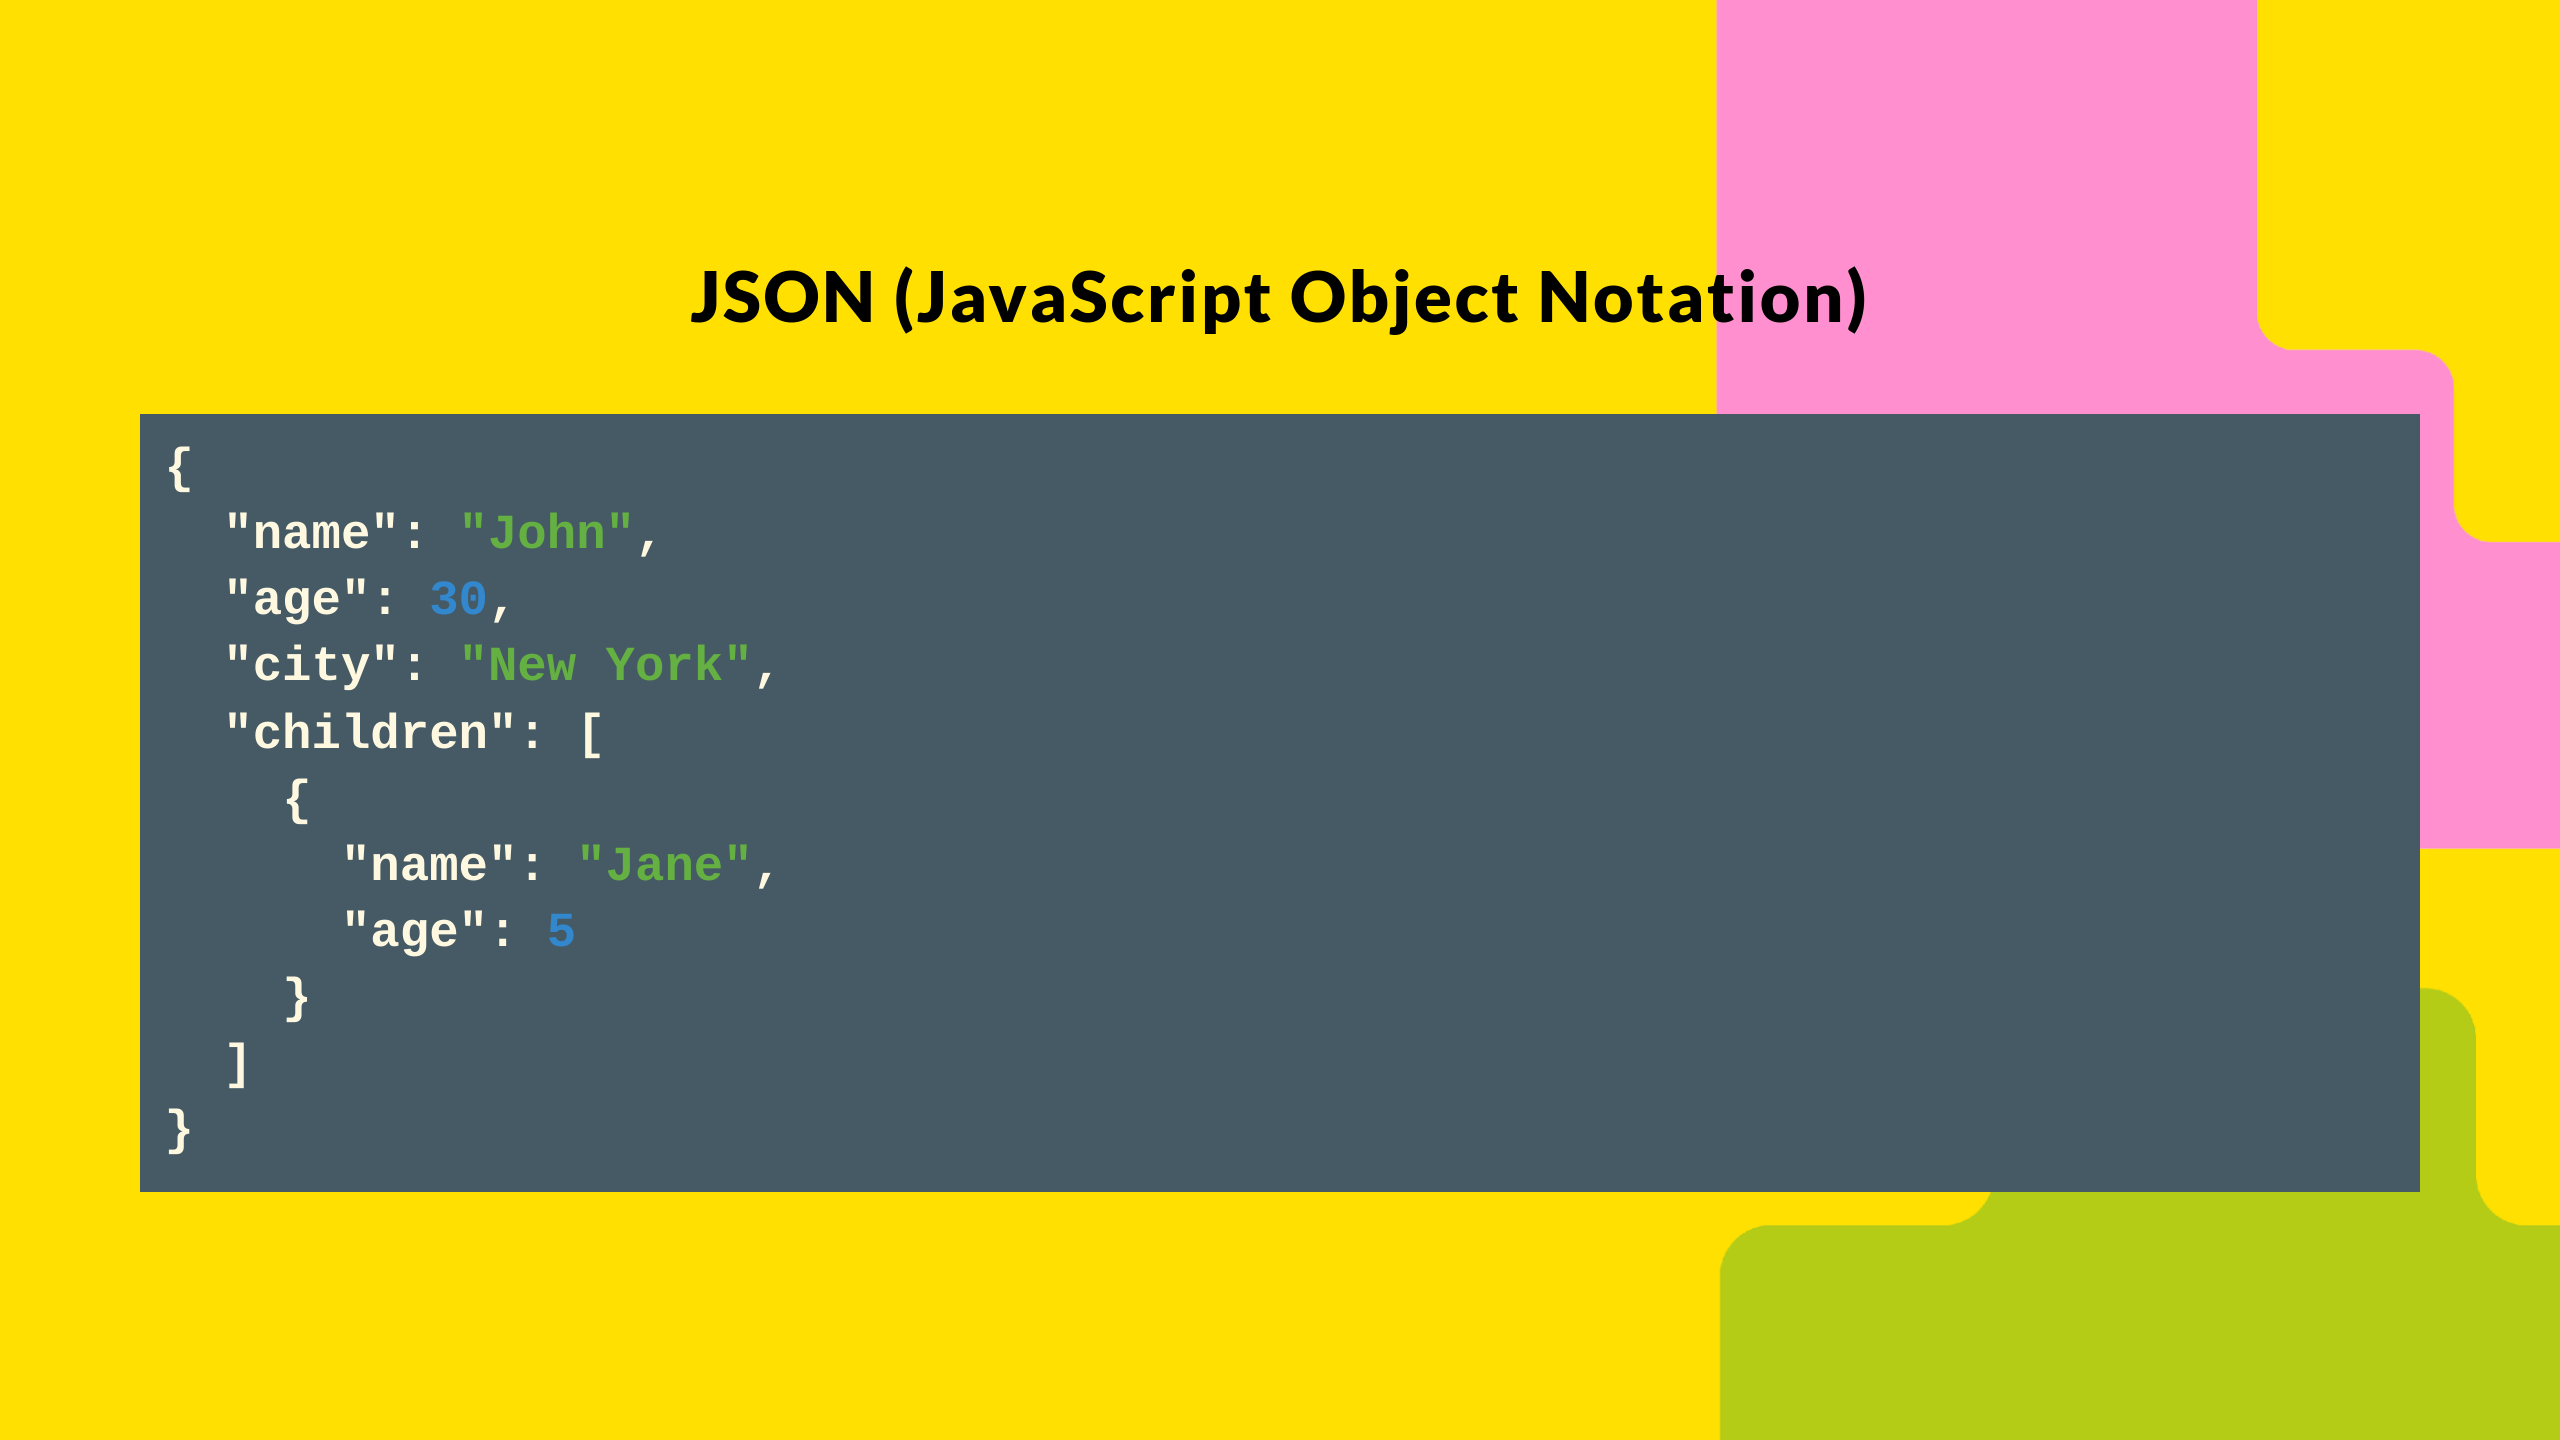 JSON (JavaScript Object Notation)
{
  "name": "John",
  "age": 30,
  "city": "New York",
  "children": [
    {
      "name": "Jane",
      "age": 5
    }
  ]
}